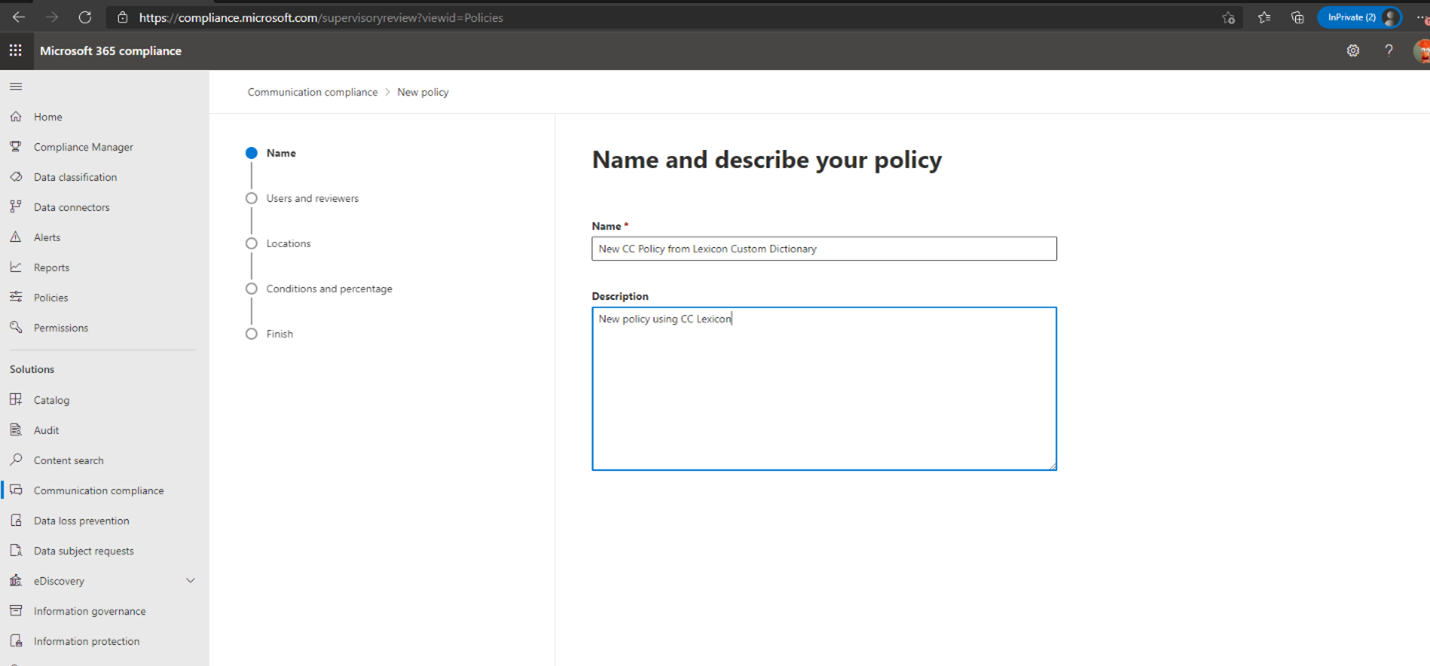 https://compliance.microsoft.com/supervisoryreview?viewid=Policies
InPrivate (2)
Microsoft 365 compliance
?
Communication compliance > New policy
Home
Compliance Manager
Data classification
Data connectors
Alerts
Reports
Policies
Permissions
Solutions
Catalog
Audit
Content search
Communication compliance
Data loss prevention
Data subject requests
eDiscovery
Information governance
Information protection
Name
Users and reviewers
Locations
Conditions and percentage
Finish
Name and describe your policy
Name *
New CC Policy from Lexicon Custom Dictionary
Description
New policy using CC Lexicon